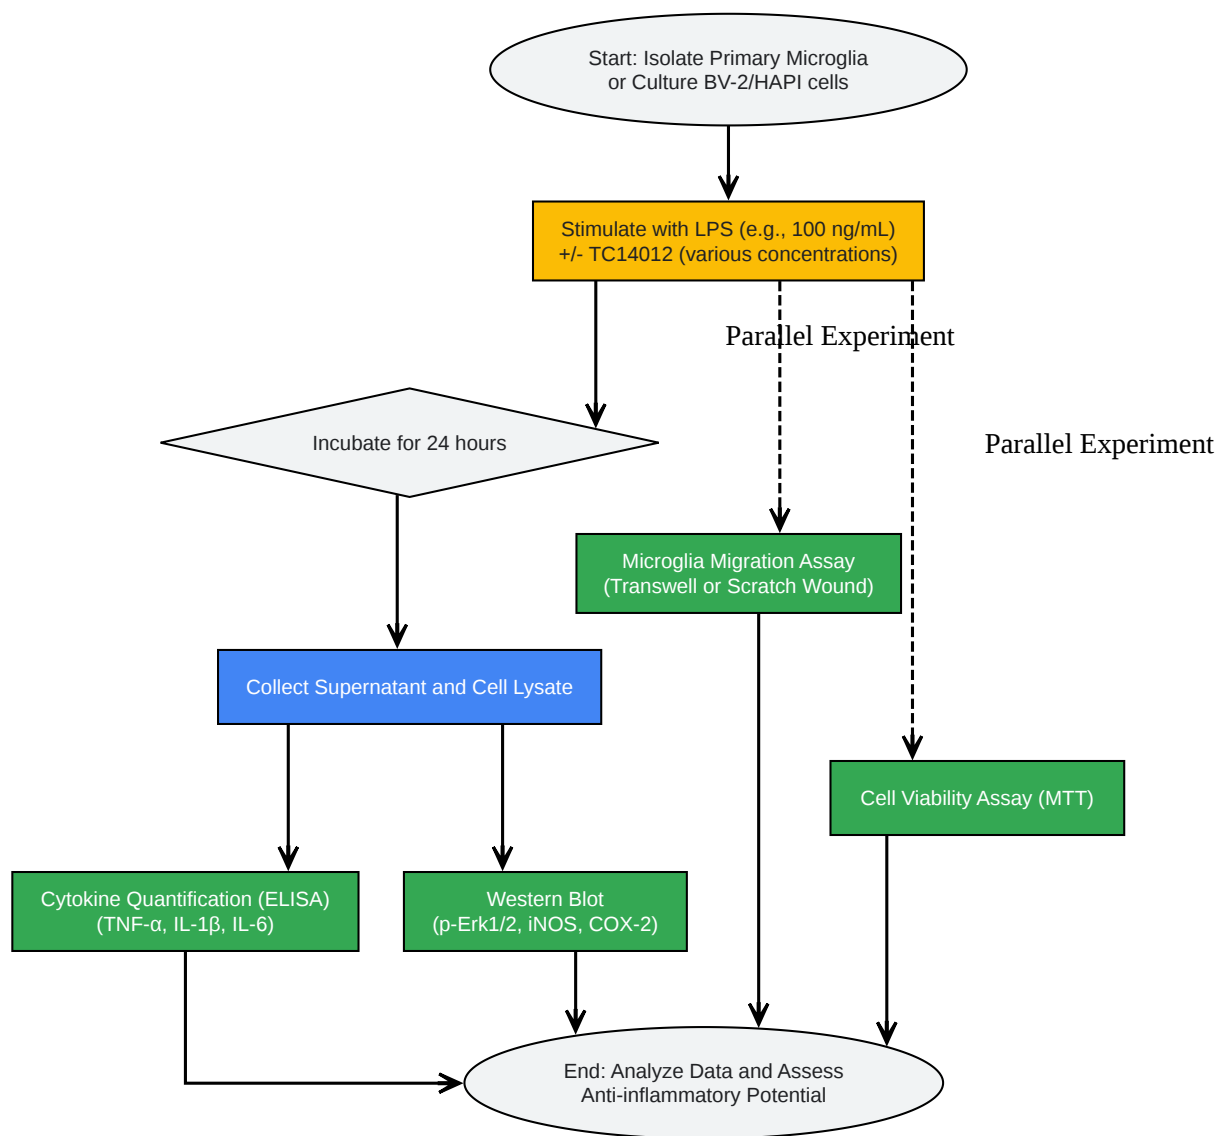 Start: Isolate Primary Microglia
or Culture BV-2/HAPI cells
Stimulate with LPS (e.g., 100 ng/mL)
+/- TC14012 (various concentrations)
Parallel Experiment
Incubate for 24 hours
Parallel Experiment
Microglia Migration Assay
(Transwell or Scratch Wound)
Collect Supernatant and Cell Lysate
Cell Viability Assay (MTT)
Cytokine Quantification (ELISA)
(TNF-α, IL-1β, IL-6)
Western Blot
(p-Erk1/2, iNOS, COX-2)
End: Analyze Data and Assess
Anti-inflammatory Potential